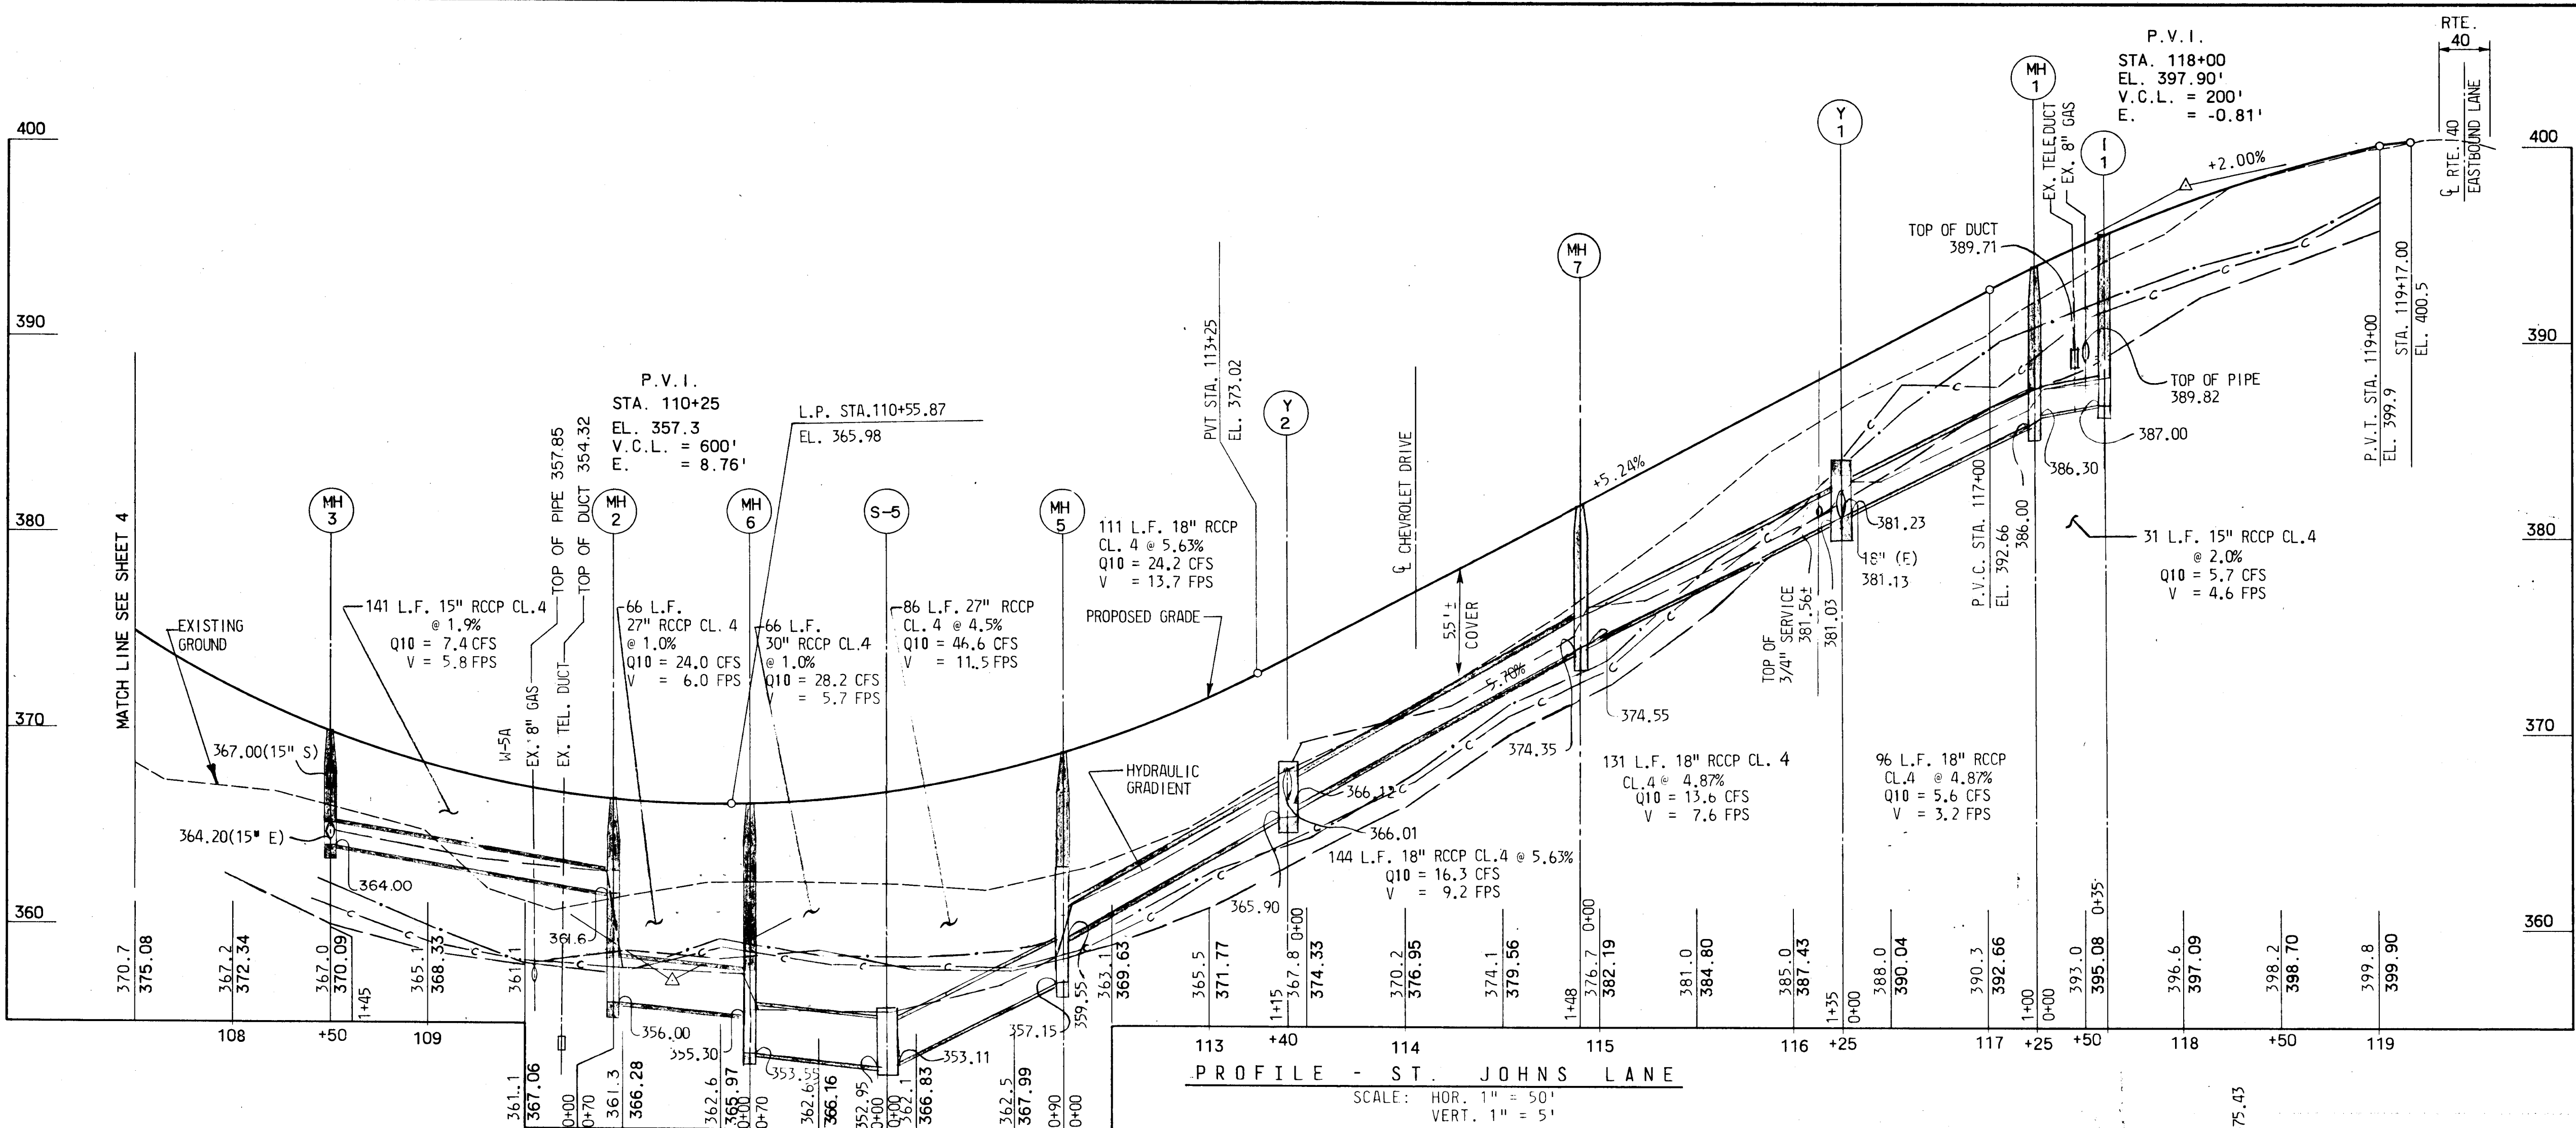 RTE.
40
P.V.I.
STA. 118+00
EL. 397.90'
V.C.L. = 200'
E. = -0.81'
MH
1
Y
1
I
1
EX. TELEDUCT
EX. 8" GAS
℄ RTE. 40
EASTBOUND LANE
+2.00%
400
400
TOP OF DUCT
389.71
MH
7
390
390
P.V.I.
STA. 110+25
EL. 357.3
V.C.L. = 600'
E. = 8.76'
L.P. STA.110+55.87
EL. 365.98
PVT STA. 113+25
EL. 373.02
Y
2
℄ CHEVROLET DRIVE
+5.24%
TOP OF PIPE
389.82
387.00
386.30
386.00
P.V.T. STA. 119+00
EL. 399.9
STA. 119+17.00
EL. 400.5
TOP OF PIPE 357.85
TOP OF DUCT 354.32
MATCH LINE SEE SHEET 4
MH
3
MH
2
MH
6
S-5
MH
5
380
380
111 L.F. 18" RCCP
CL. 4 @ 5.63%
Q10 = 24.2 CFS
V = 13.7 FPS
381.23
18" (E)
381.13
P.V.C. STA. 117+00
EL. 392.66
31 L.F. 15" RCCP CL.4
@ 2.0%
Q10 = 5.7 CFS
V = 4.6 FPS
EXISTING
GROUND
141 L.F. 15" RCCP CL.4
@ 1.9%
Q10 = 7.4 CFS
V = 5.8 FPS
66 L.F.
27" RCCP CL. 4
@ 1.0%
Q10 = 24.0 CFS
V = 6.0 FPS
66 L.F.
30" RCCP CL.4
@ 1.0%
Q10 = 28.2 CFS
V = 5.7 FPS
86 L.F. 27" RCCP
CL. 4 @ 4.5%
Q10 = 46.6 CFS
V = 11.5 FPS
PROPOSED GRADE
5.5'±
COVER
TOP OF
3/4" SERVICE
381.56±
381.03
W-5A
EX. 8" GAS
EX. TEL. DUCT
370
370
367.00(15" S)
364.20(15" E)
364.00
361.6
5.70%
374.55
374.35
HYDRAULIC
GRADIENT
366.12
366.01
365.90
144 L.F. 18" RCCP CL.4 @ 5.63%
Q10 = 16.3 CFS
V = 9.2 FPS
131 L.F. 18" RCCP CL. 4
CL.4 @ 4.87%
Q10 = 13.6 CFS
V = 7.6 FPS
96 L.F. 18" RCCP
CL.4 @ 4.87%
Q10 = 5.6 CFS
V = 3.2 FPS
360
360
370.7
375.08
367.2
372.34
367.0
370.09
1+45
365.1
368.33
361.1
356.00
355.30
353.55
353.11
357.15
359.55
363.1
369.63
365.5
371.77
1+15
0+00
367.8
374.33
370.2
376.95
374.1
379.56
1+48
0+00
376.7
382.19
381.0
384.80
385.0
387.43
1+35
0+00
388.0
390.04
390.3
392.66
1+00
0+00
393.0
395.08
0+35
396.6
397.09
398.2
398.70
399.8
399.90
108
+50
109
113
+40
114
115
116
+25
117
+25
+50
118
+50
119
361.1
367.06
0+00
0+70
361.3
366.28
362.6
365.97
0+00
0+70
362.6
366.16
352.95
0+00
0+00
362.1
366.83
362.5
367.99
0+90
0+00
PROFILE - ST. JOHNS LANE
SCALE: HOR. 1" = 50'
VERT. 1" = 5'
75.43